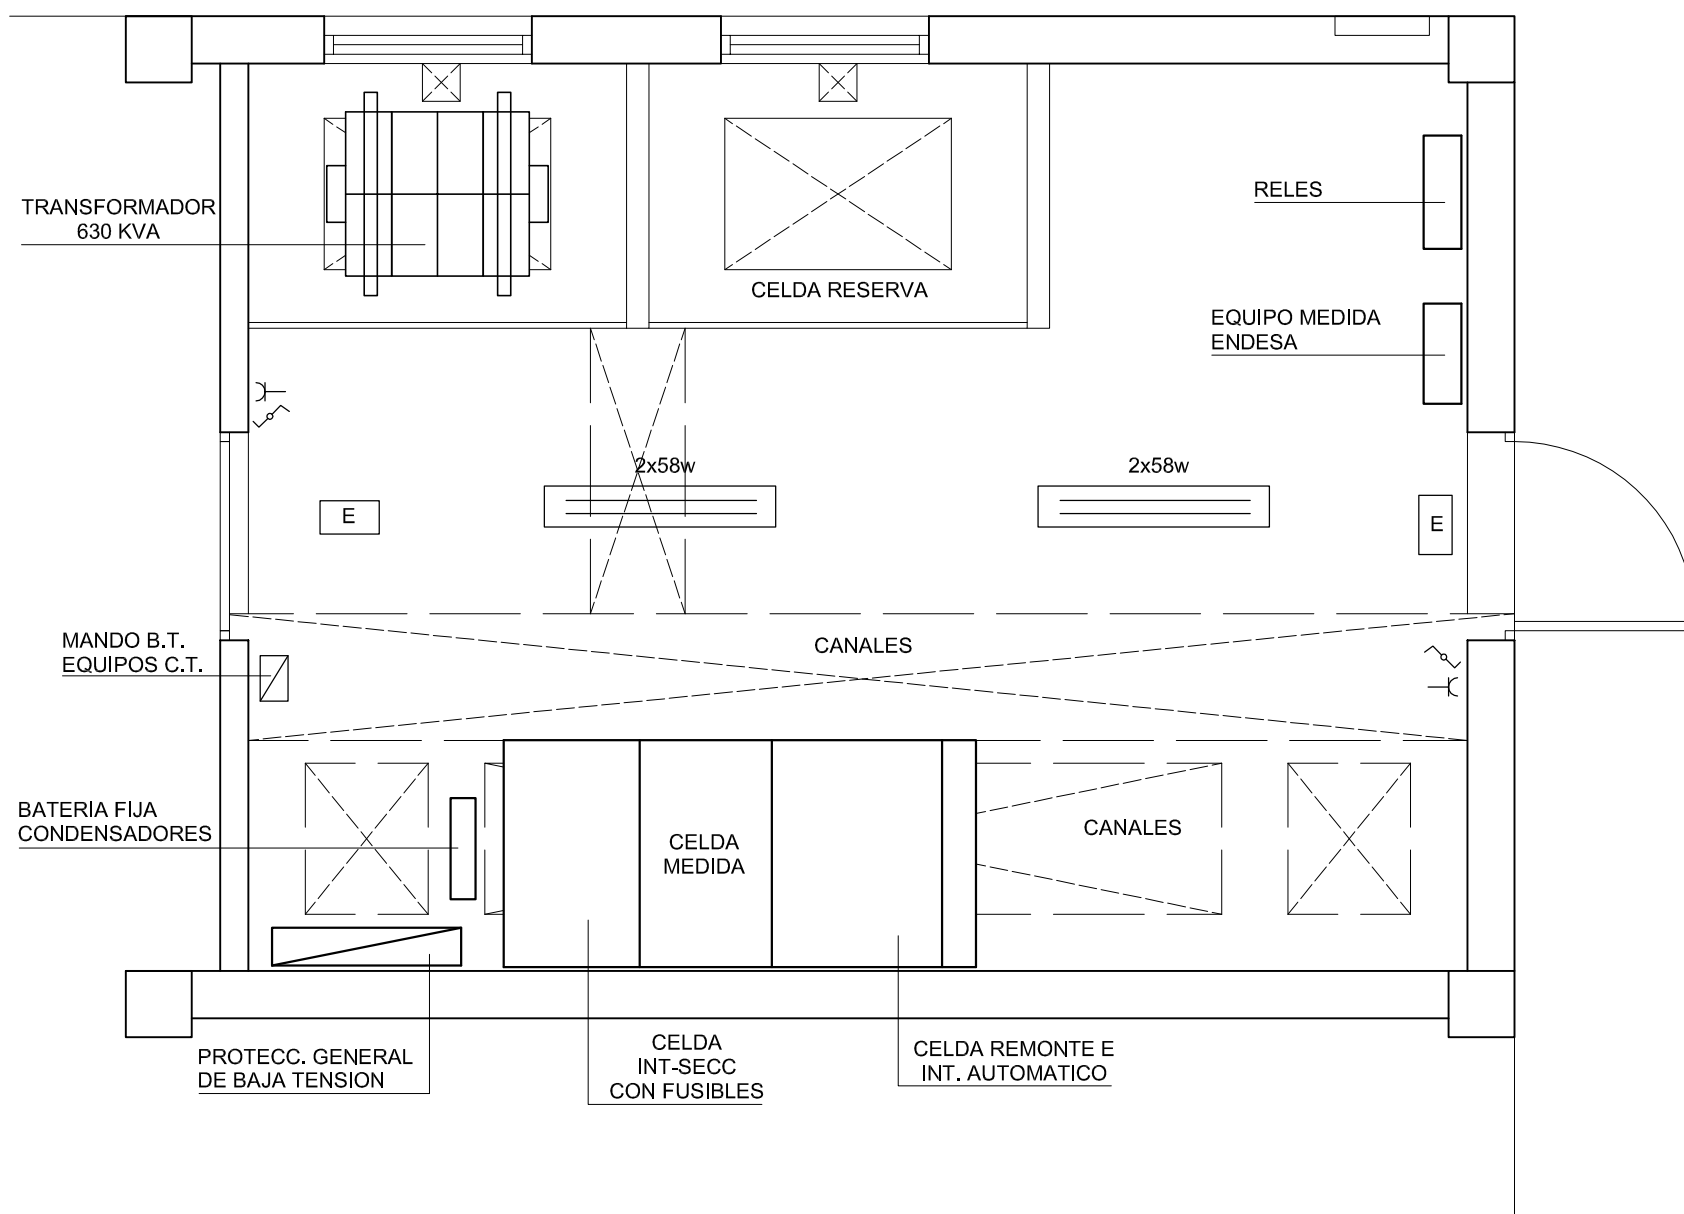 TRANSFORMADOR
630 KVA
CELDA RESERVA
RELES
EQUIPO MEDIDA
ENDESA
2x58w
2x58w
E
E
MANDO B.T.
EQUIPOS C.T.
CANALES
BATERÍA FIJA
CONDENSADORES
CELDA
MEDIDA
CANALES
PROTECC. GENERAL
DE BAJA TENSION
CELDA
INT-SECC
CON FUSIBLES
CELDA REMONTE E
INT. AUTOMATICO